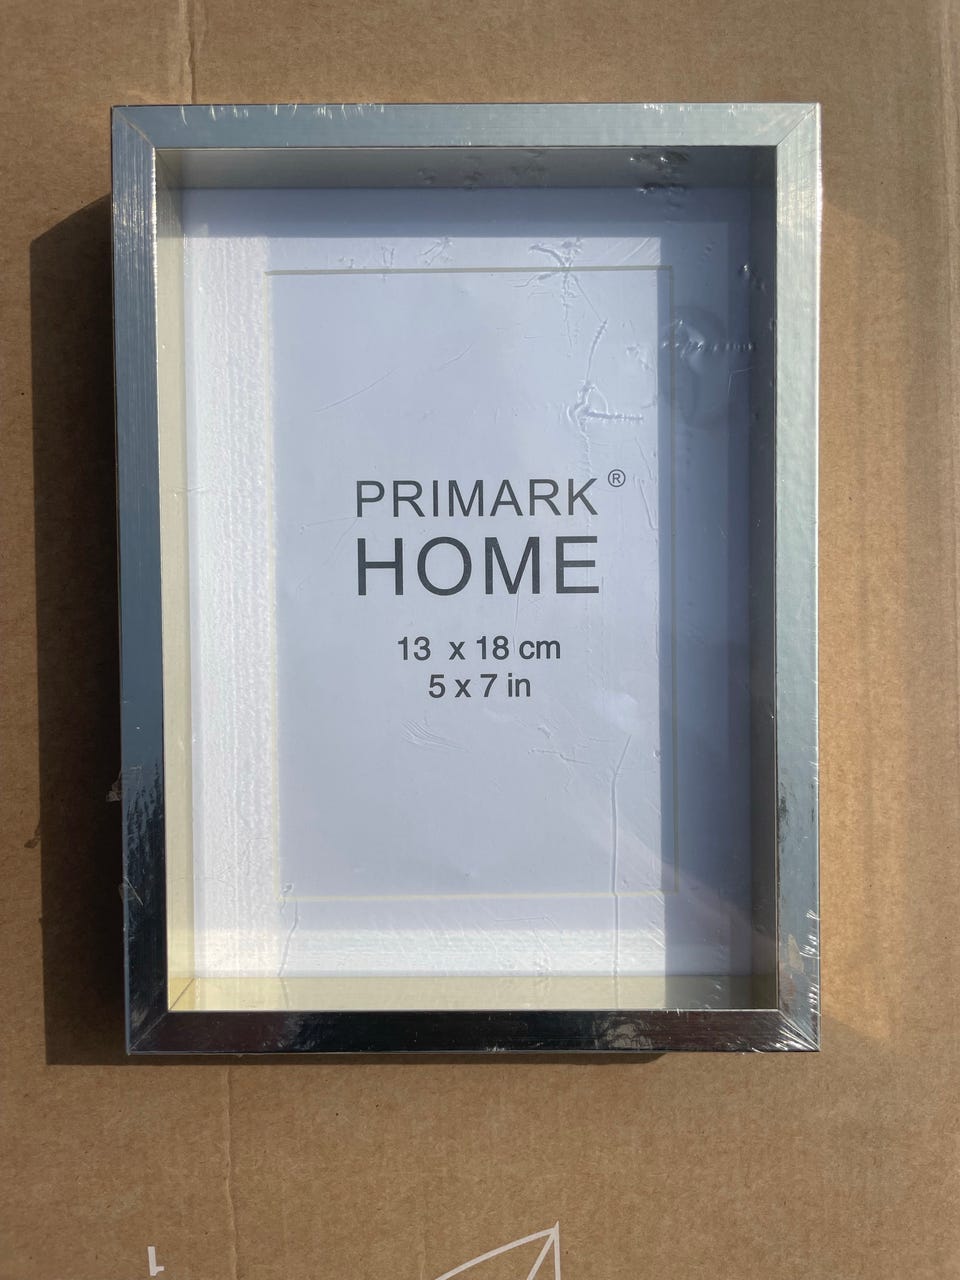 PRIMARK®
HOME
13 x 18 cm
5 x 7 in